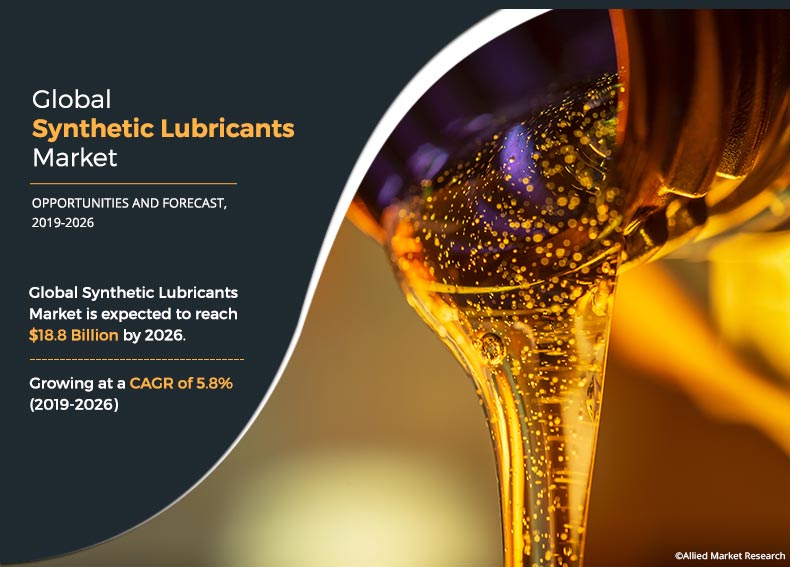 Global
Synthetic Lubricants
Market
OPPORTUNITIES AND FORECAST,
2019-2026
Global Synthetic Lubricants
Market is expected to reach
$18.8 Billion by 2026.
Growing at a CAGR of 5.8%
(2019-2026)
©Allied Market Research